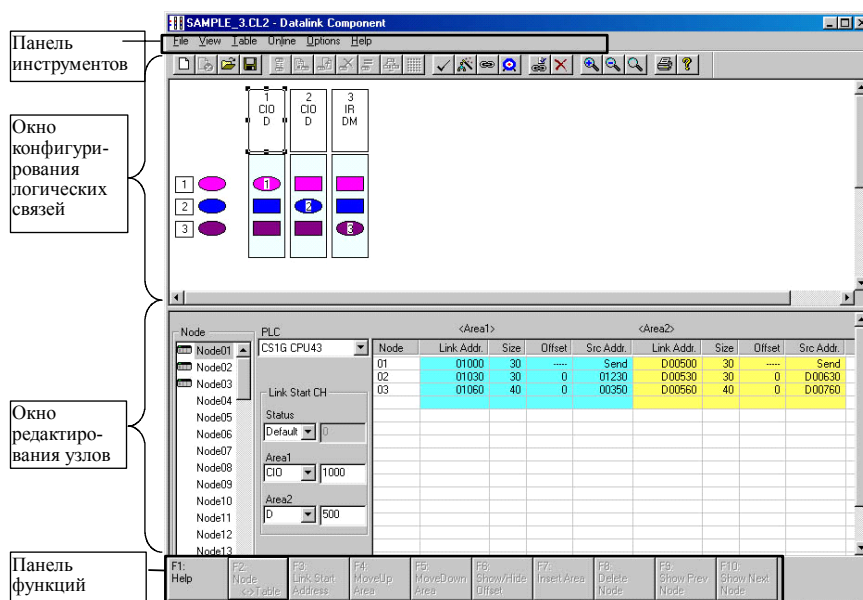 SAMPLE_3.CL2 - Datalink Component
Панель
инструментов
File View Table Online Options Help
1 2 3
CIO CIO IR
D D DM
Окно
конфигури-
рования
логических
связей
1 1
2 2
3 3
Node
PLC
<Area1> <Area2>
CS1G CPU43
Node Link Addr. Size Offset Src Addr. Link Addr. Size Offset Src Addr.
01 01000 30 ----- Send D00500 30 ----- Send
02 01030 30 0 01230 D00530 30 0 D00630
03 01060 40 0 00350 D00560 40 0 D00760
Node01
Node02
Node03
Node04
Node05
Node06
Node07
Node08
Node09
Node10
Node11
Node12
Node13
Link Start CH
Status
Default 0
Area1
CIO 1000
Area2
D 500
Окно
редактиро-
вания узлов
Панель
функций
F1: F2: F3: F4: F5: F6: F7: F8: F9: F10:
Help Node Link Start MoveUp MoveDown Show/Hide Insert Area Delete Show Prev Show Next
<->Table Address Area Area Offset Node Node Node